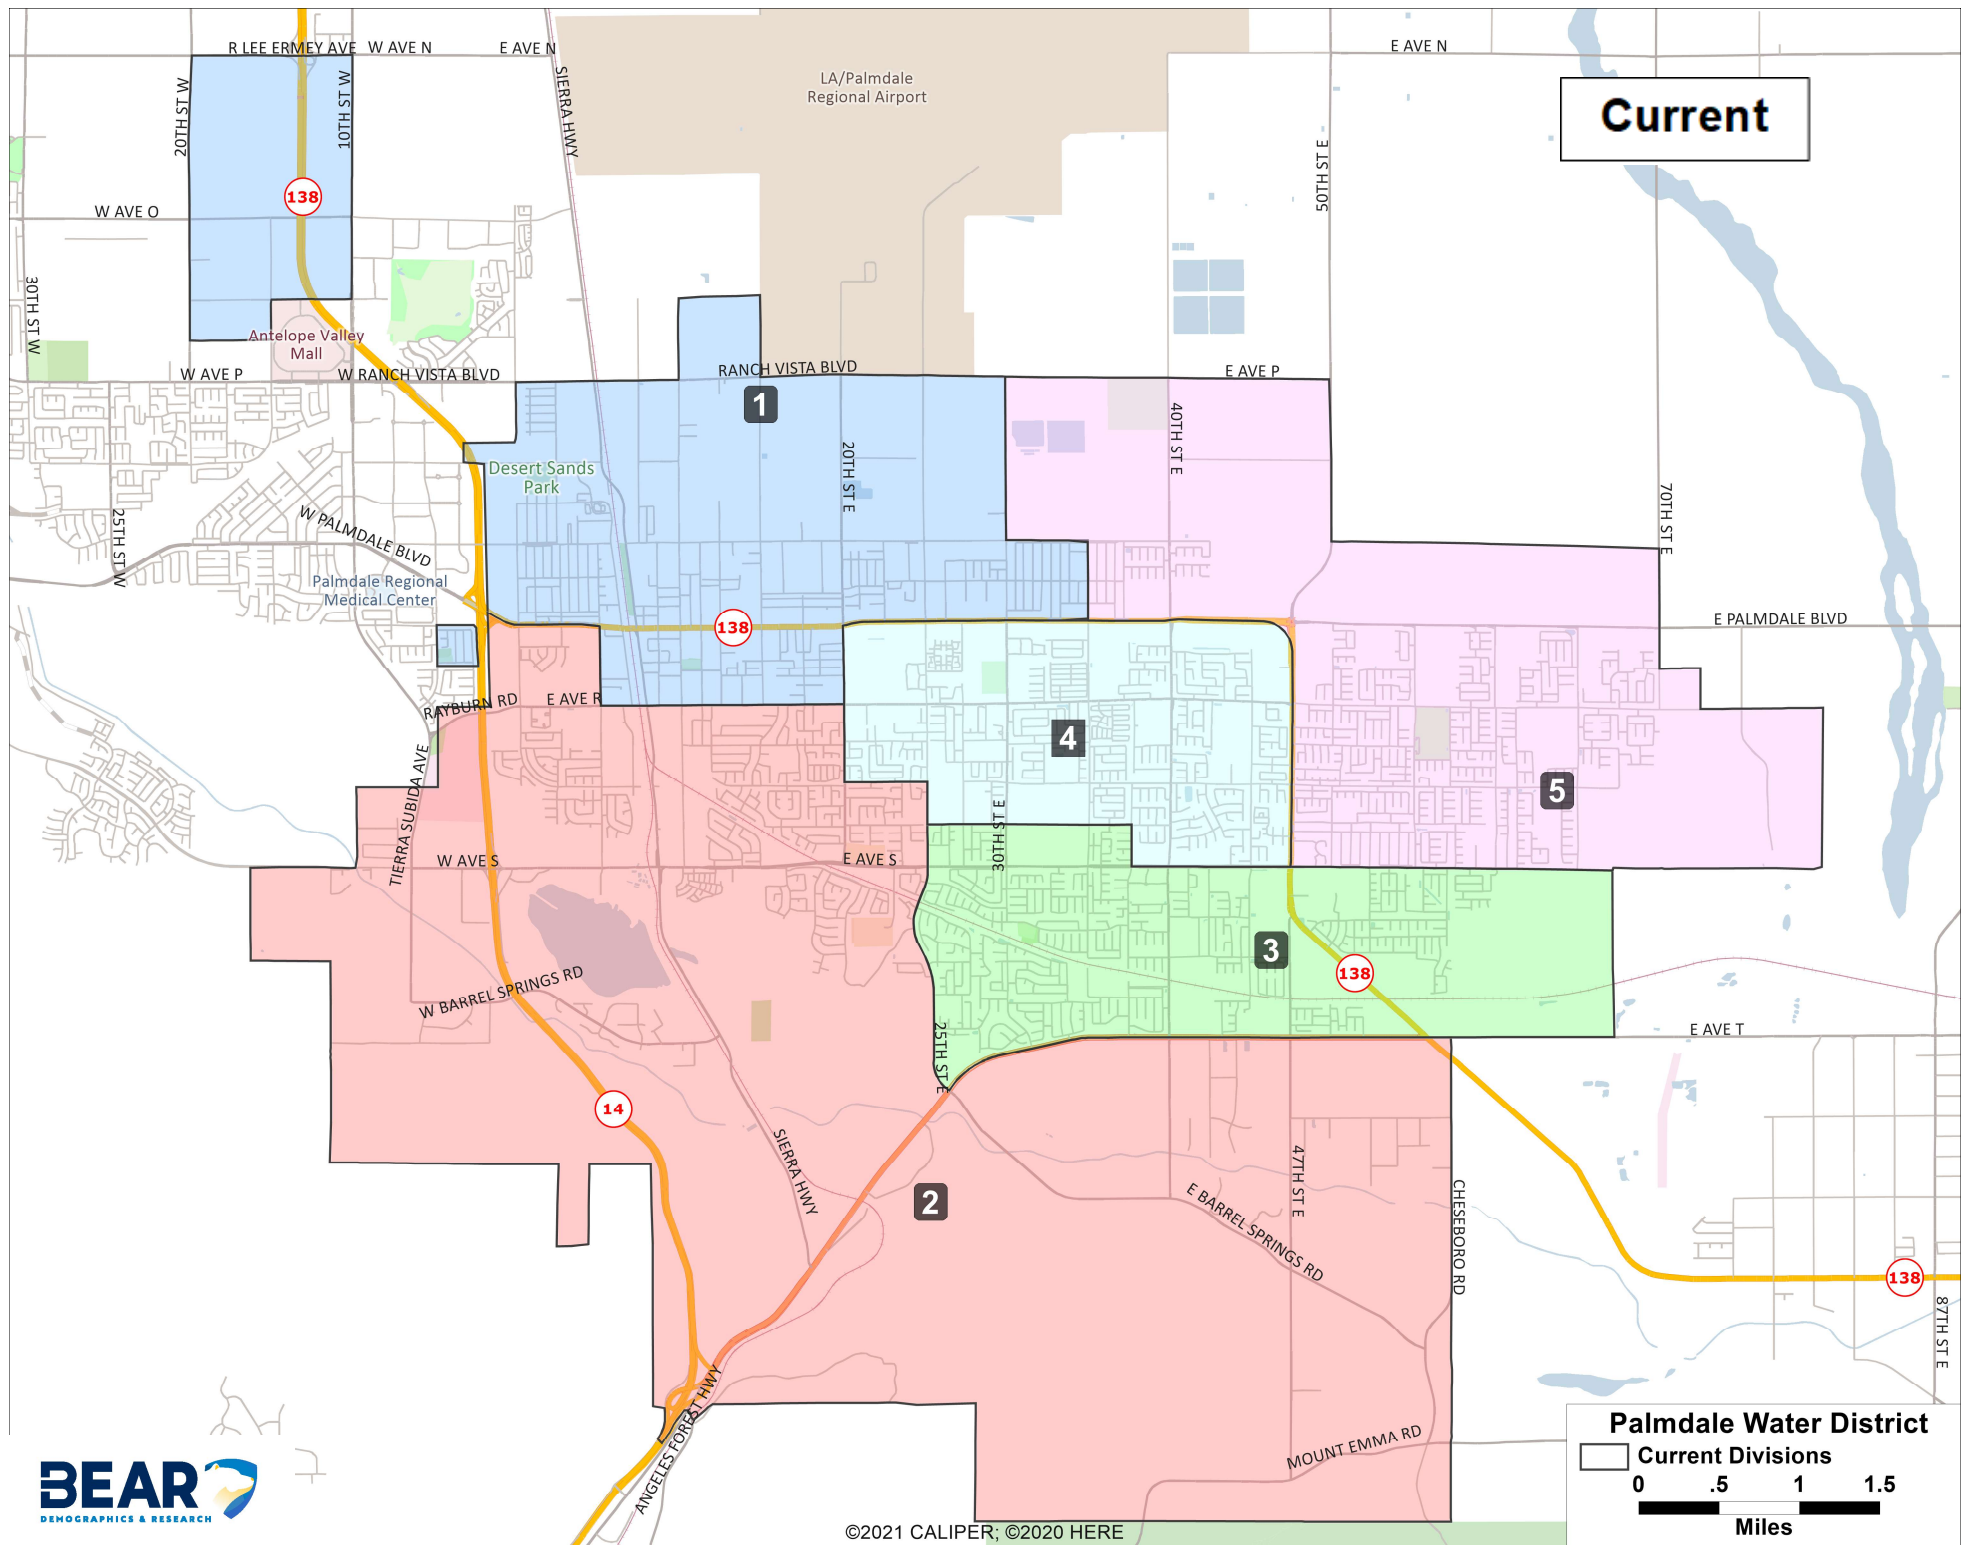 R LEE ERMEY AVE
W AVE N
E AVE N
E AVE N
20TH ST W
10TH ST W
SIERRA HWY
LA/Palmdale
Regional Airport
50TH ST E
Current
138
W AVE O
30TH ST W
Antelope Valley
Mall
W AVE P
W RANCH VISTA BLVD
RANCH VISTA BLVD
E AVE P
1
40TH ST E
20TH ST E
Desert Sands
Park
70TH ST E
25TH ST W
W PALMDALE BLVD
Palmdale Regional
Medical Center
138
E PALMDALE BLVD
RAYBURN RD
E AVE R
4
5
TIERRA SUBIDA AVE
30TH ST E
W AVE S
E AVE S
3
138
W BARREL SPRINGS RD
25TH ST E
E AVE T
14
SIERRA HWY
2
47TH ST E
E BARREL SPRINGS RD
CHESEBORO RD
138
87TH ST E
ANGELES FOREST HWY
MOUNT EMMA RD
Palmdale Water District
Current Divisions
0 .5 1 1.5
Miles
BEAR
DEMOGRAPHICS & RESEARCH
©2021 CALIPER; ©2020 HERE